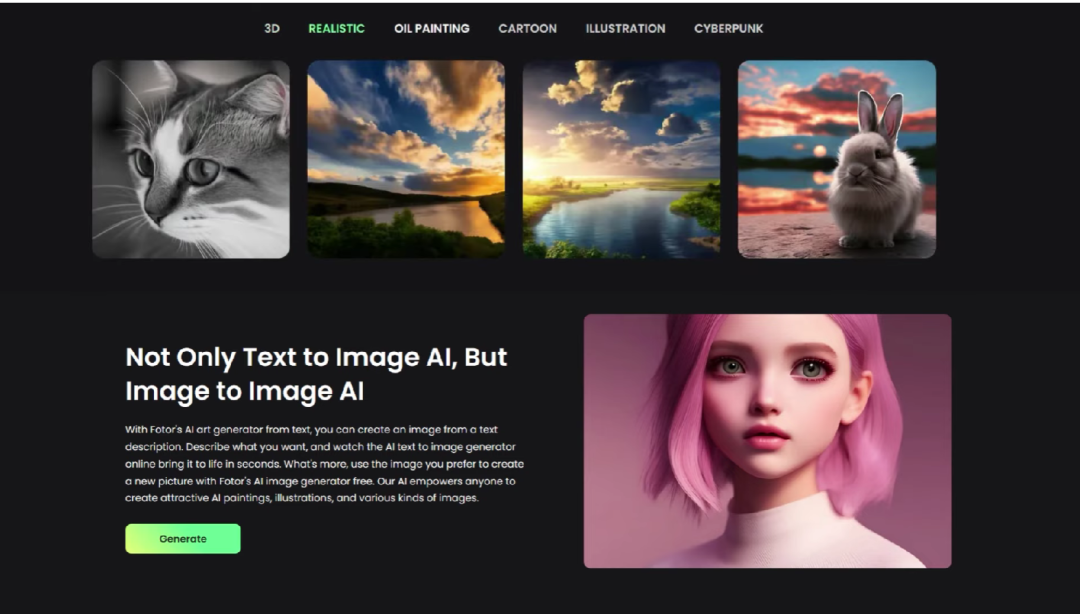 3D REALISTIC OIL PAINTING CARTOON ILLUSTRATION CYBERPUNK
Not Only Text to Image AI, But
Image to Image AI
With Fotor's AI art generator from text, you can create an image from a text
description. Describe what you want, and watch the AI text to image generator
online bring it to life in seconds. What's more, use the image you prefer to create
a new picture with Fotor's AI image generator free. Our AI empowers anyone to
create attractive AI paintings, illustrations, and various kinds of images.
Generate